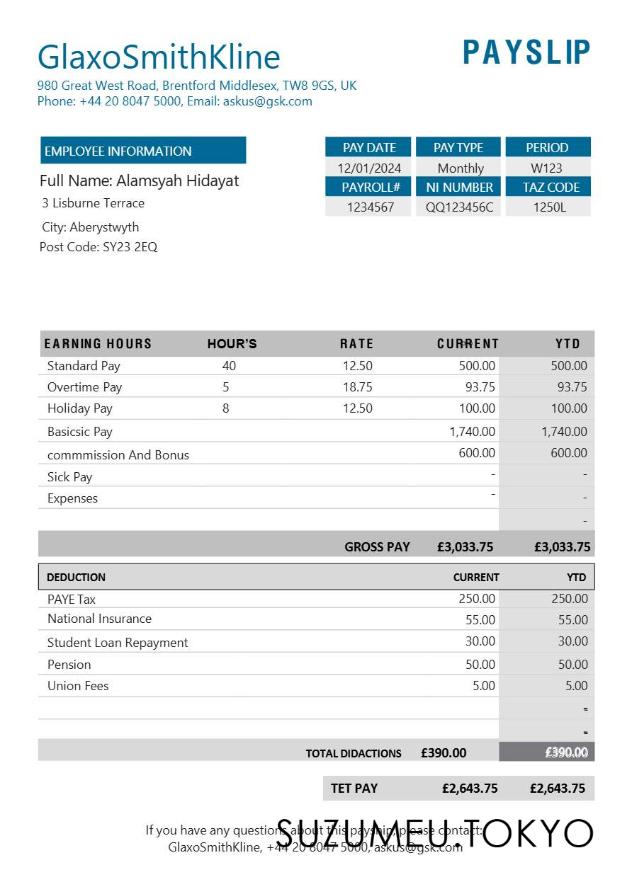 GlaxoSmithKline
PAYSLIP
980 Great West Road, Brentford Middlesex, TW8 9GS, UK
Phone: +44 20 8047 5000, Email: askus@gsk.com
EMPLOYEE INFORMATION
Full Name: Alamsyah Hidayat
3 Lisburne Terrace
City: Aberystwyth
Post Code: SY23 2EQ
PAY DATE PAY TYPE PERIOD
12/01/2024 Monthly W123
PAYROLL# NI NUMBER TAZ CODE
1234567 QQ123456C 1250L
EARNING HOURS HOUR'S RATE CURRENT YTD
Standard Pay 40 12.50 500.00 500.00
Overtime Pay 5 18.75 93.75 93.75
Holiday Pay 8 12.50 100.00 100.00
Basicsic Pay 1,740.00 1,740.00
commmission And Bonus 600.00 600.00
Sick Pay - -
Expenses - -
-
GROSS PAY £3,033.75 £3,033.75
DEDUCTION CURRENT YTD
PAYE Tax 250.00 250.00
National Insurance 55.00 55.00
Student Loan Repayment 30.00 30.00
Pension 50.00 50.00
Union Fees 5.00 5.00
-
-
TOTAL DIDACTIONS £390.00 £390.00
TET PAY £2,643.75 £2,643.75
If you have any questions about this payslip, please contact:
GlaxoSmithKline, +44 20 8047 5000, askus@gsk.com
SUZUMEU.TOKYO